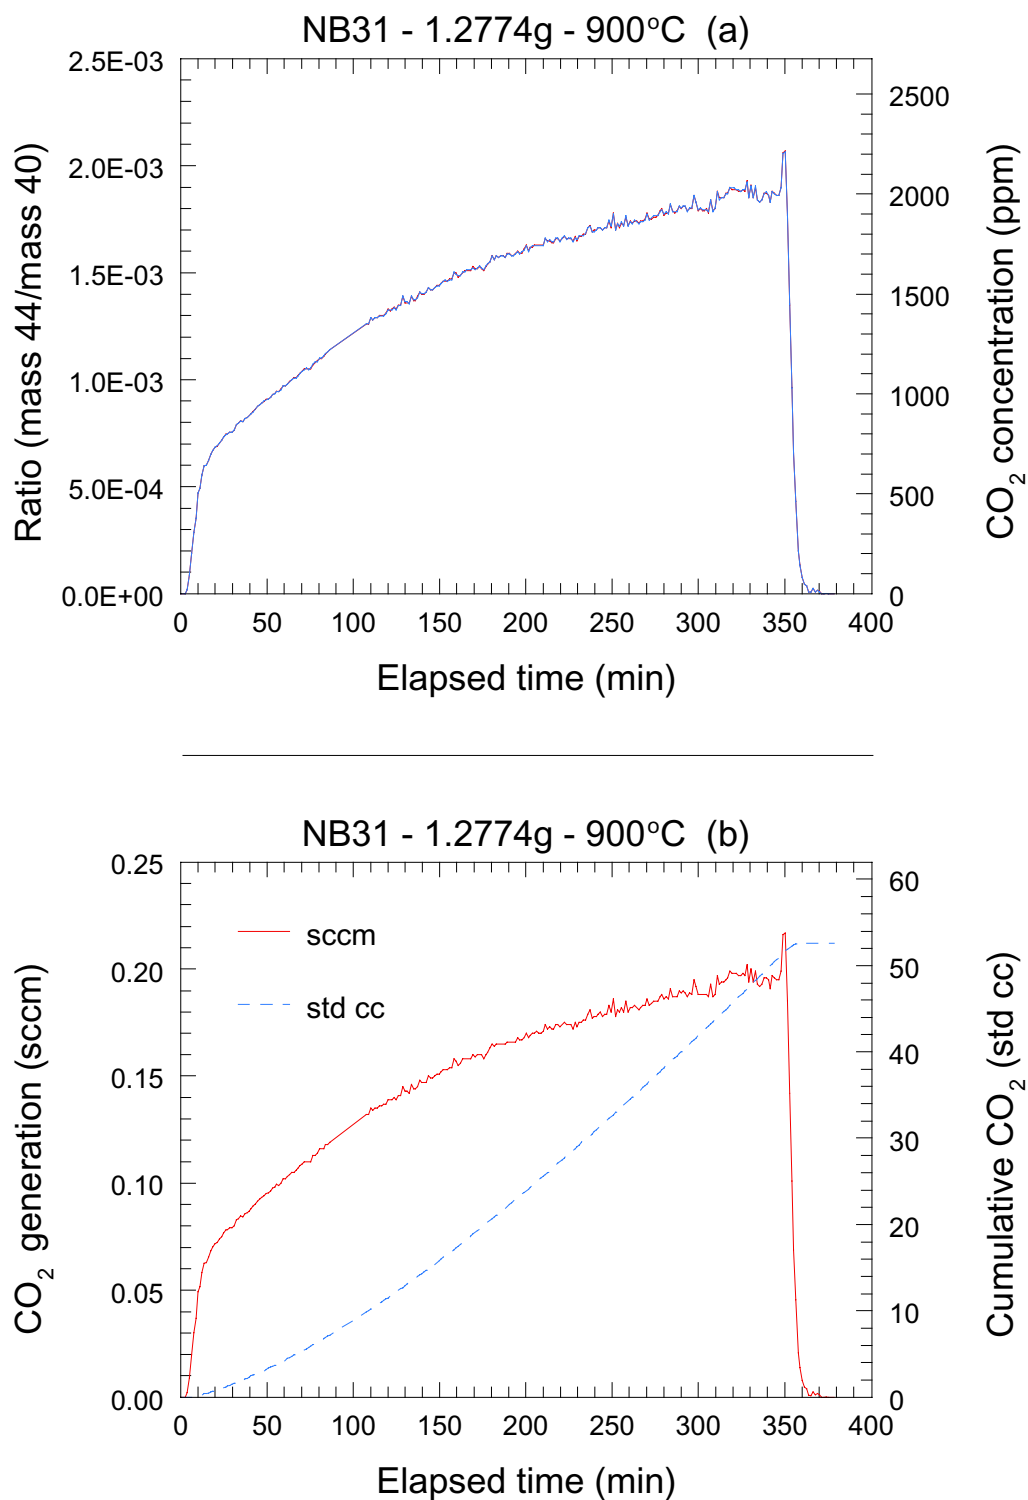 NB31 - 1.2774g - 900°C (a)
Ratio (mass 44/mass 40)
2.5E-03
2.0E-03
1.5E-03
1.0E-03
5.0E-04
0.0E+00
2500
2000
1500
1000
500
0
CO₂ concentration (ppm)
0 50 100 150 200 250 300 350 400
Elapsed time (min)
NB31 - 1.2774g - 900°C (b)
CO₂ generation (sccm)
0.25
0.20
0.15
0.10
0.05
0.00
sccm
std cc
60
50
40
30
20
10
0
Cumulative CO₂ (std cc)
0 50 100 150 200 250 300 350 400
Elapsed time (min)